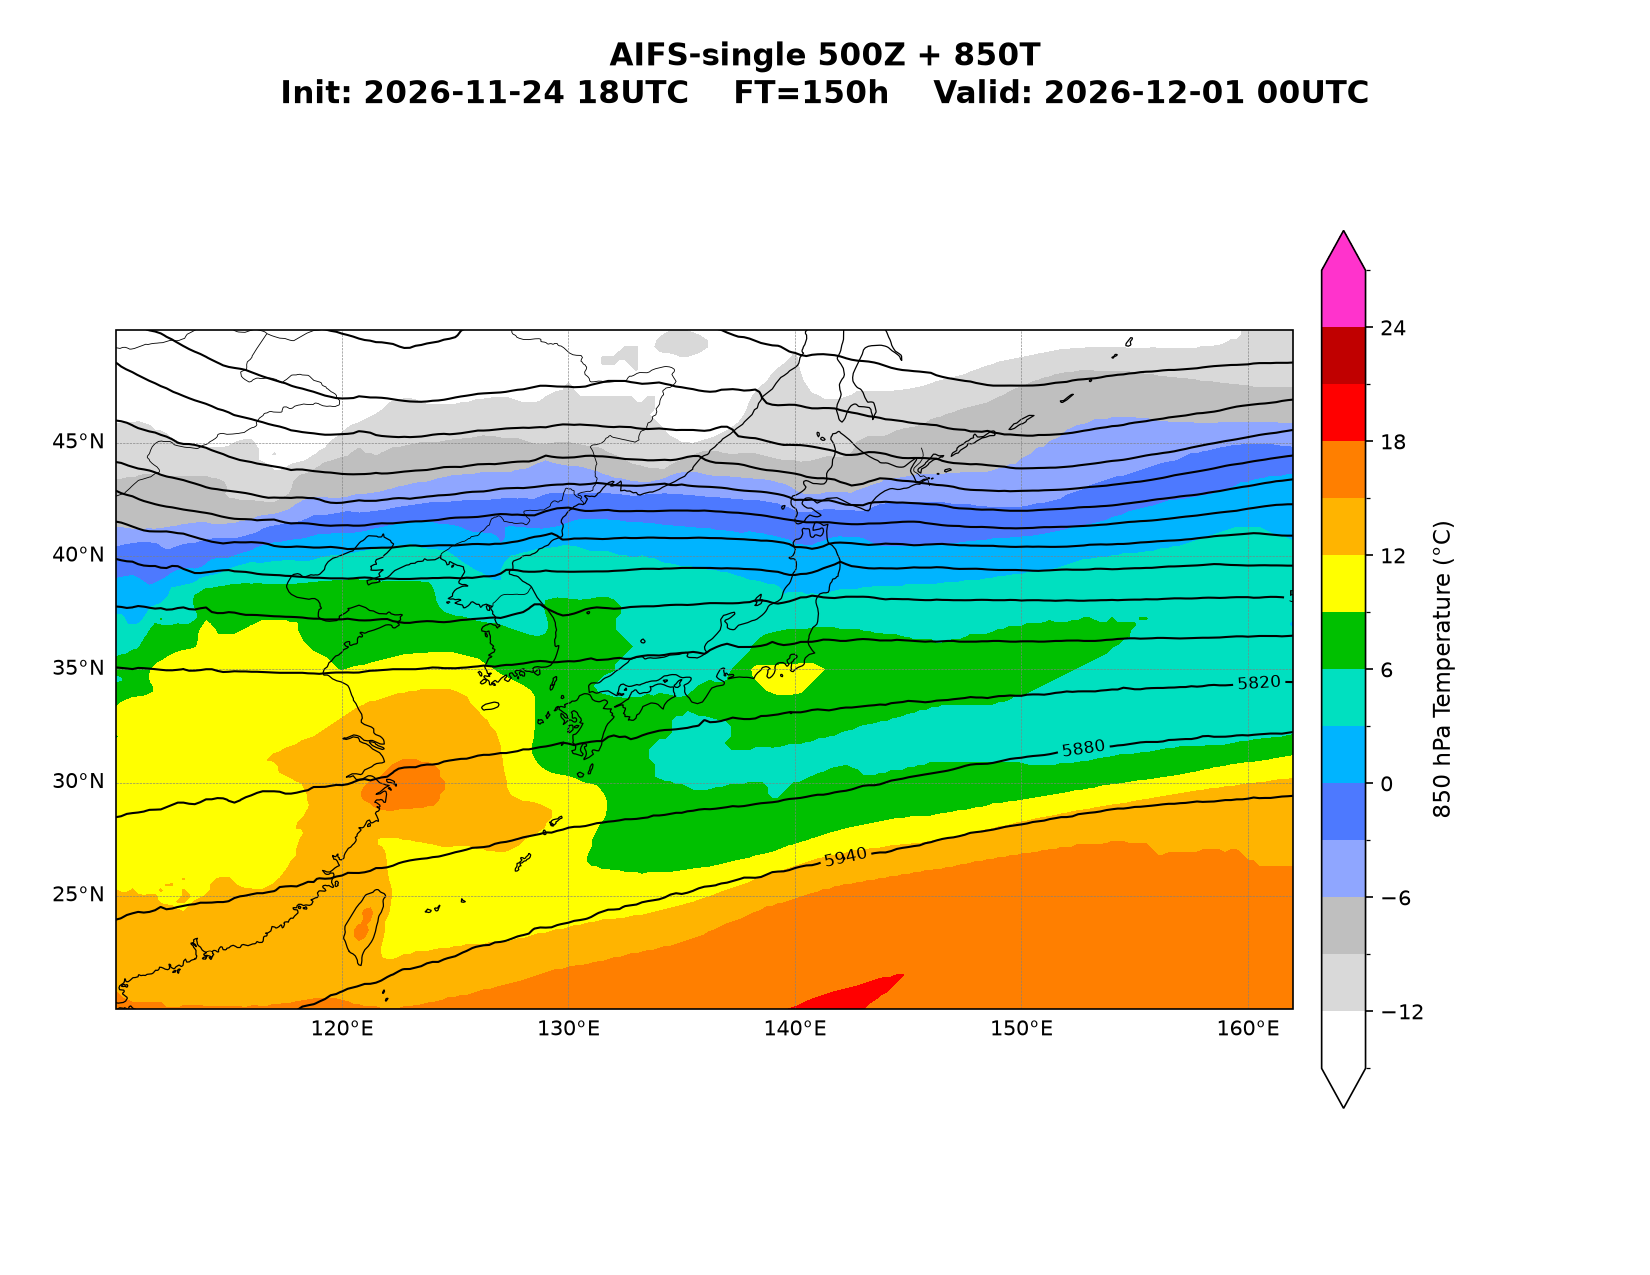 AIFS-single 500Z + 850T
Init: 2026-11-24 18UTC    FT=150h    Valid: 2026-12-01 00UTC
24
18
12
6
0
−6
−12
850 hPa Temperature (°C)
45°N
40°N
35°N
30°N
25°N
5820
5880
5940
120°E
130°E
140°E
150°E
160°E